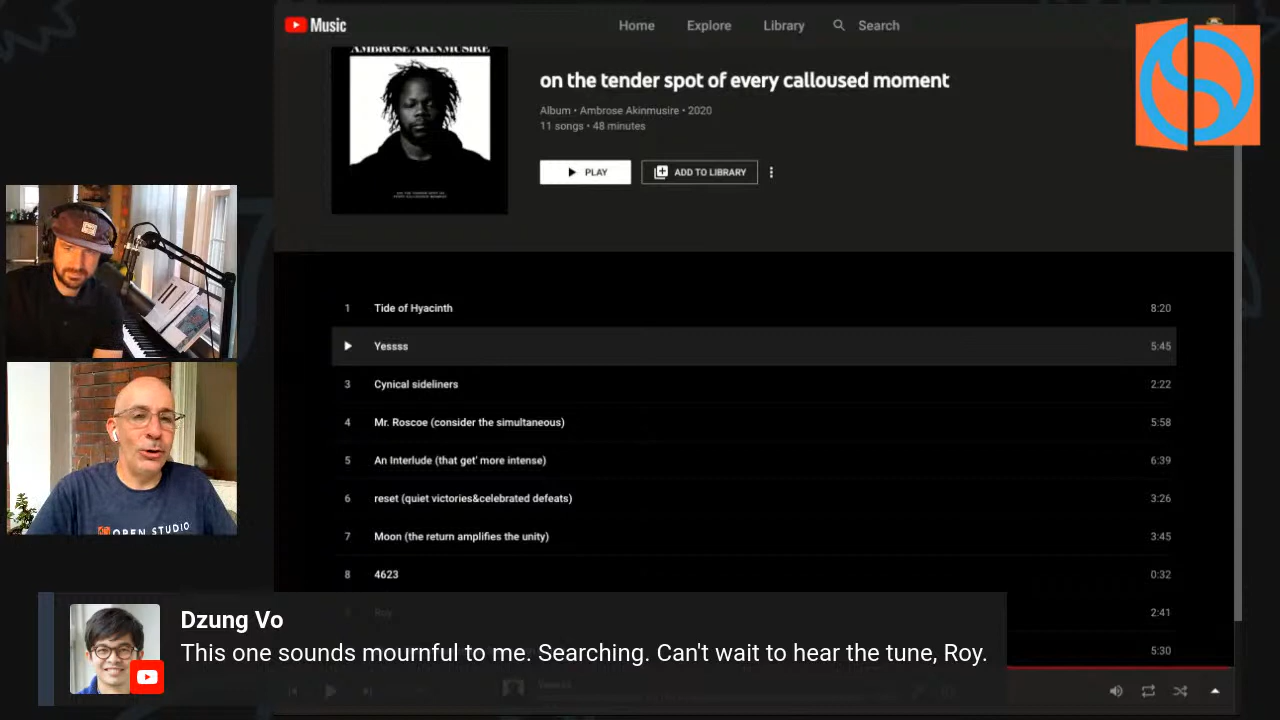 Music
Home
Explore
Library
Search
AMBROSE AKINMUSIRE
on the tender spot of every calloused moment
Album • Ambrose Akinmusire • 2020
11 songs • 48 minutes
PLAY
ADD TO LIBRARY
1 Tide of Hyacinth 8:20
Yessss 5:45
3 Cynical sideliners 2:22
4 Mr. Roscoe (consider the simultaneous) 5:58
5 An Interlude (that get' more intense) 6:39
6 reset (quiet victories&celebrated defeats) 3:26
7 Moon (the return amplifies the unity) 3:45
8 4623 0:32
Roy 2:41
5:30
OPEN STUDIO
Dzung Vo
This one sounds mournful to me. Searching. Can't wait to hear the tune, Roy.